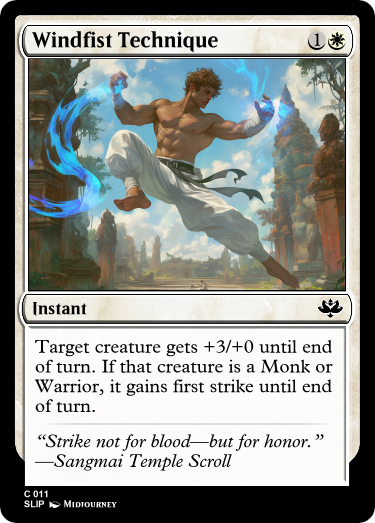 Windfist Technique 1
Instant
Target creature gets +3/+0 until end
of turn. If that creature is a Monk or
Warrior, it gains first strike until end
of turn.
“Strike not for blood—but for honor.”
—Sangmai Temple Scroll
C 011
SLIP MIDJOURNEY